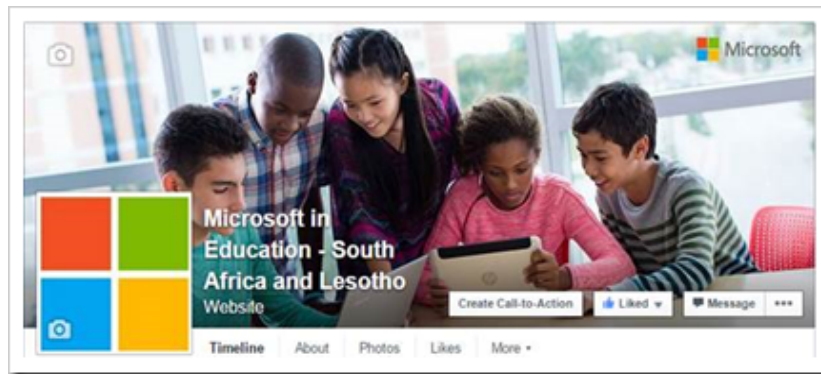 Microsoft
Microsoft in
Education - South
Africa and Lesotho
Website
Create Call-to-Action
Liked
Message
Timeline About Photos Likes More